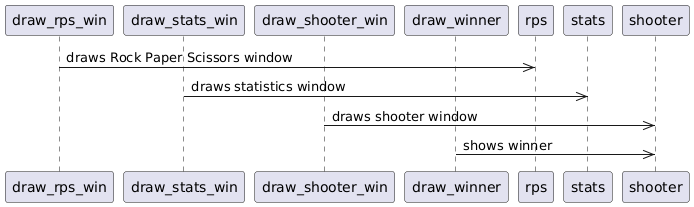 draw_rps_win draw_stats_win draw_shooter_win draw_winner rps stats shooter
draws Rock Paper Scissors window
draws statistics window
draws shooter window
shows winner
draw_rps_win draw_stats_win draw_shooter_win draw_winner rps stats shooter